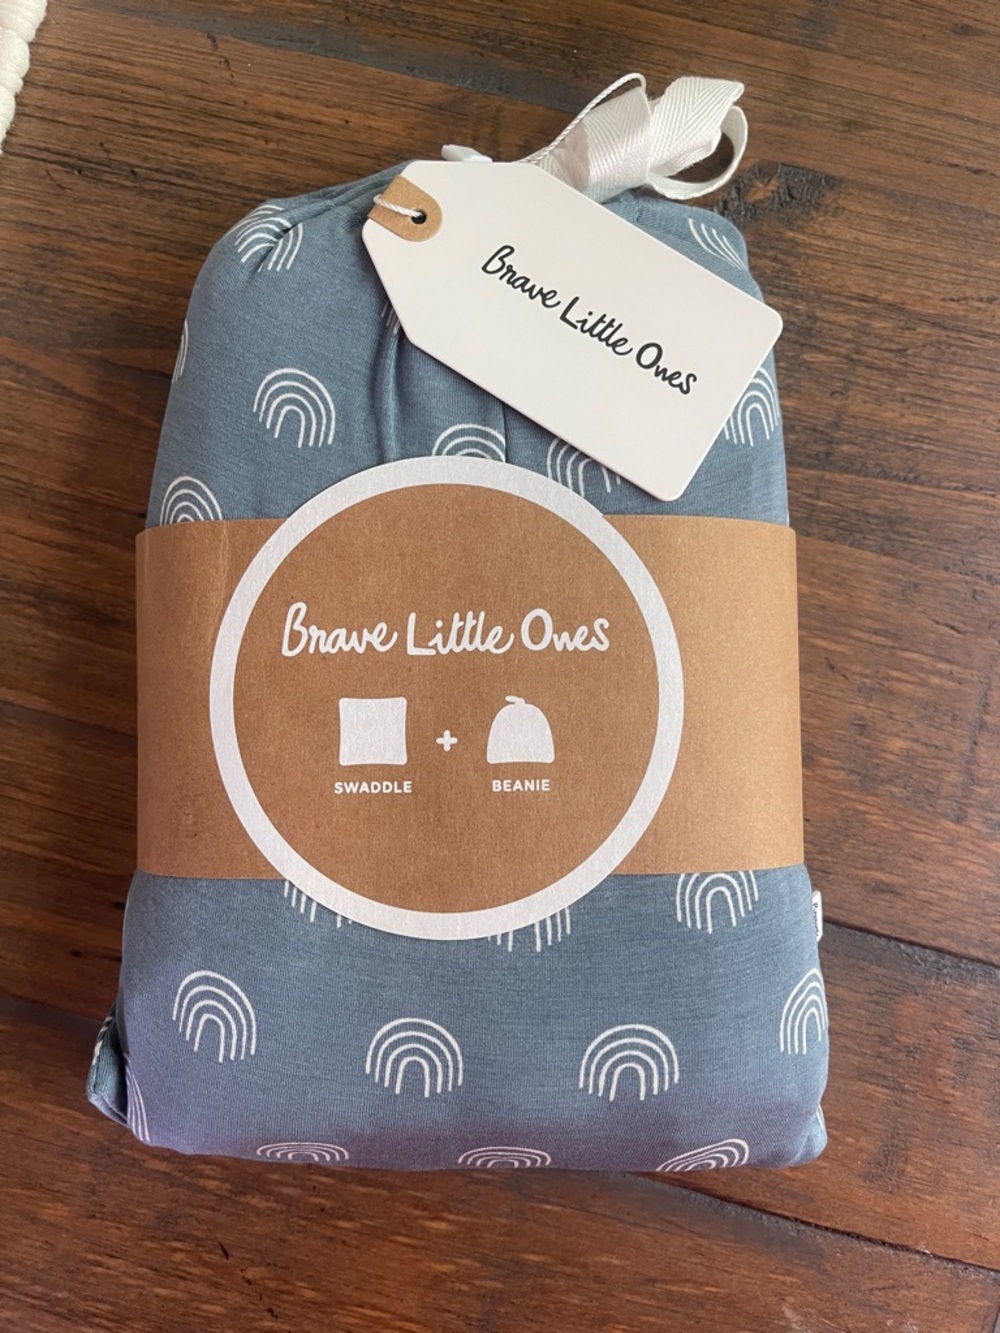 Brave Little Ones
Brave Little Ones
+
SWADDLE
BEANIE